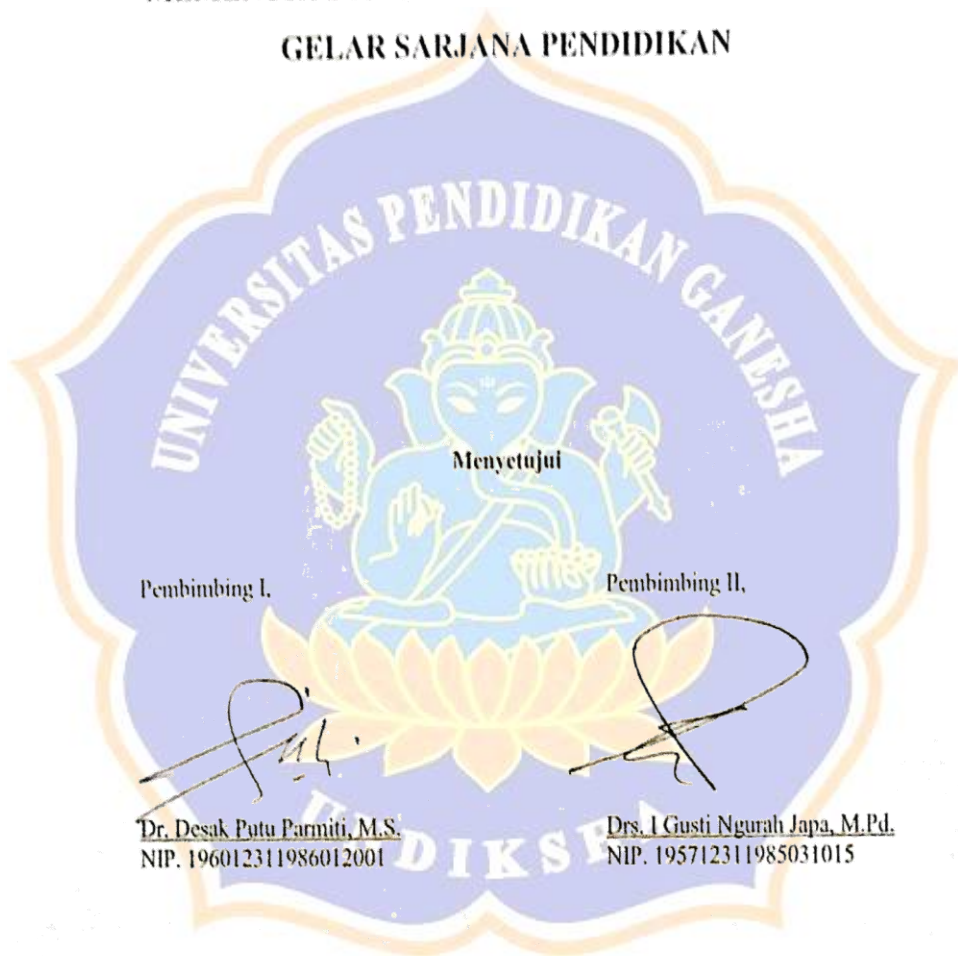 GELAR SARJANA PENDIDIKAN
UNIVERSITAS PENDIDIKAN GANESHA
Menyetujui
Pembimbing I,
Pembimbing II,
Dr. Desak Putu Parmiti, M.S.
NIP. 196012311986012001
Drs. I Gusti Ngurah Japa, M.Pd.
NIP. 195712311985031015
UNDIKSHA